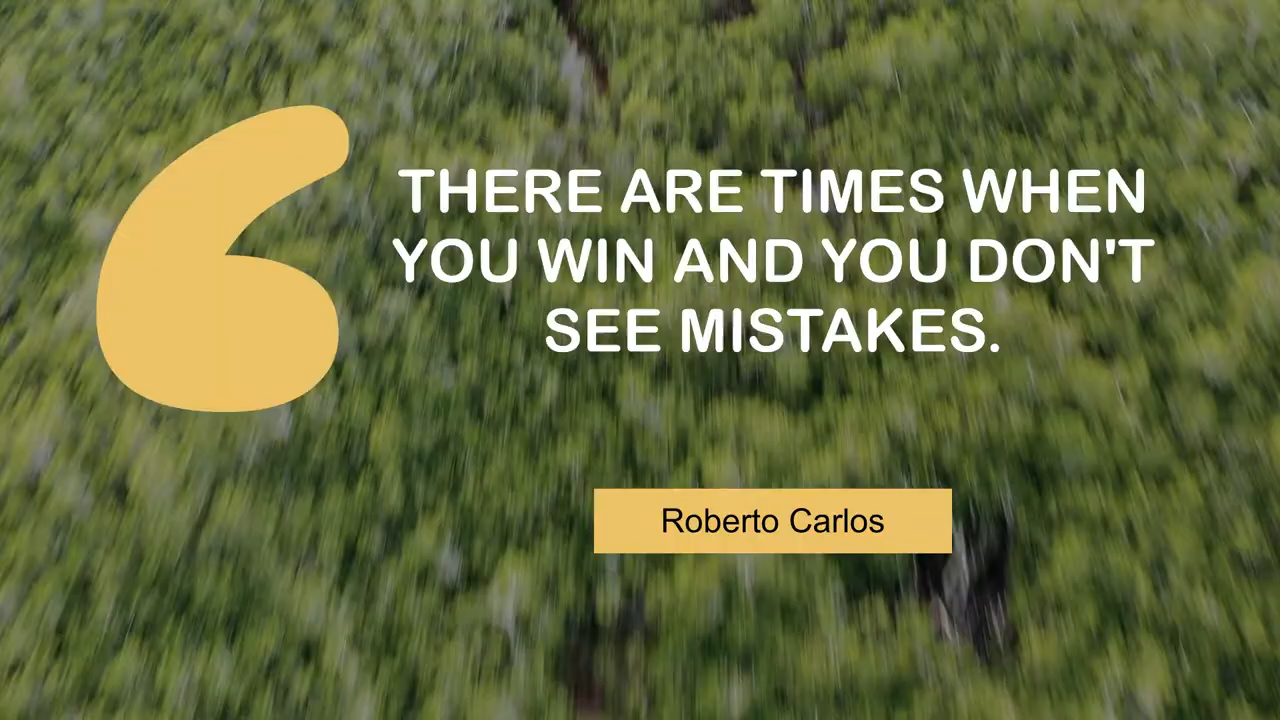 THERE ARE TIMES WHEN
YOU WIN AND YOU DON'T
SEE MISTAKES.
Roberto Carlos